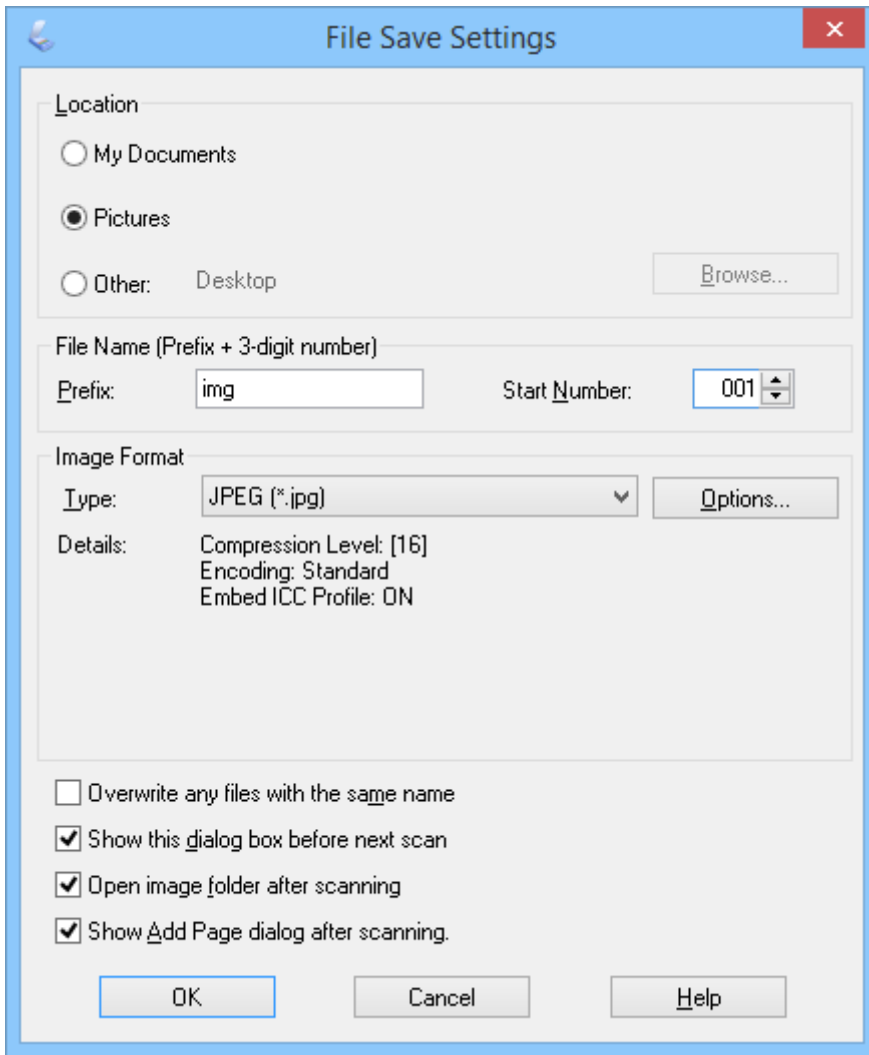 File Save Settings
Location
My Documents
Pictures
Other: Desktop Browse...
File Name (Prefix + 3-digit number)
Prefix: img Start Number: 001
Image Format
Type: JPEG (*.jpg) Options...
Details: Compression Level: [16]
Encoding: Standard
Embed ICC Profile: ON
Overwrite any files with the same name
Show this dialog box before next scan
Open image folder after scanning
Show Add Page dialog after scanning.
OK Cancel Help